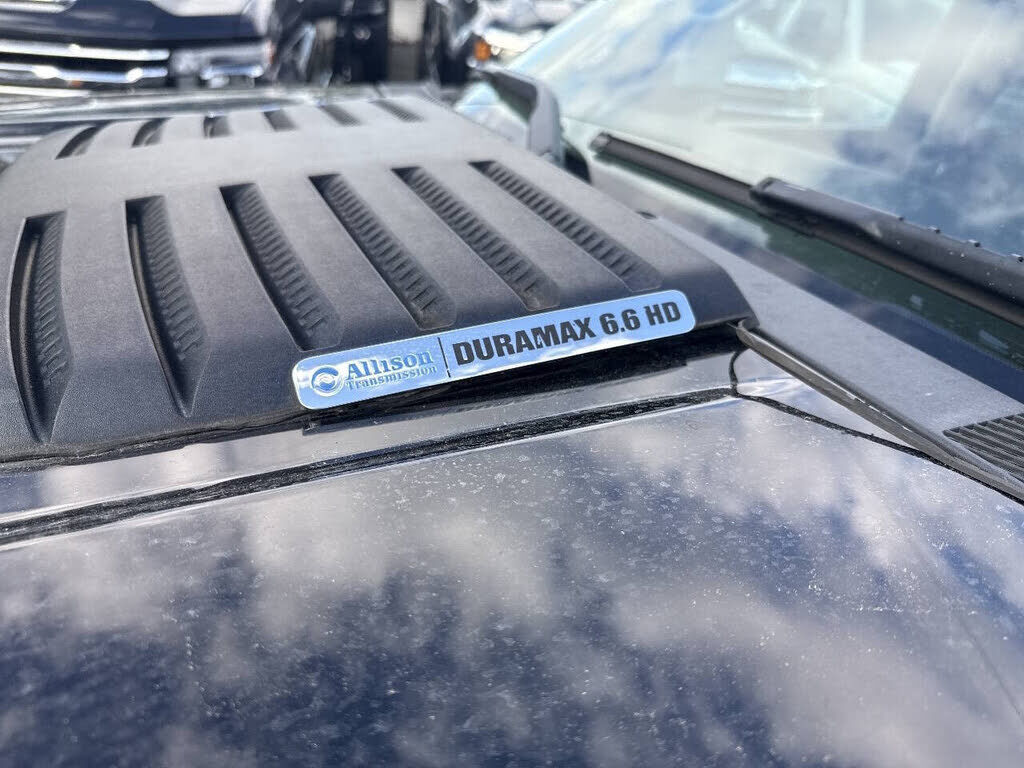 Allison
Transmission
DURAMAX 6.6 HD